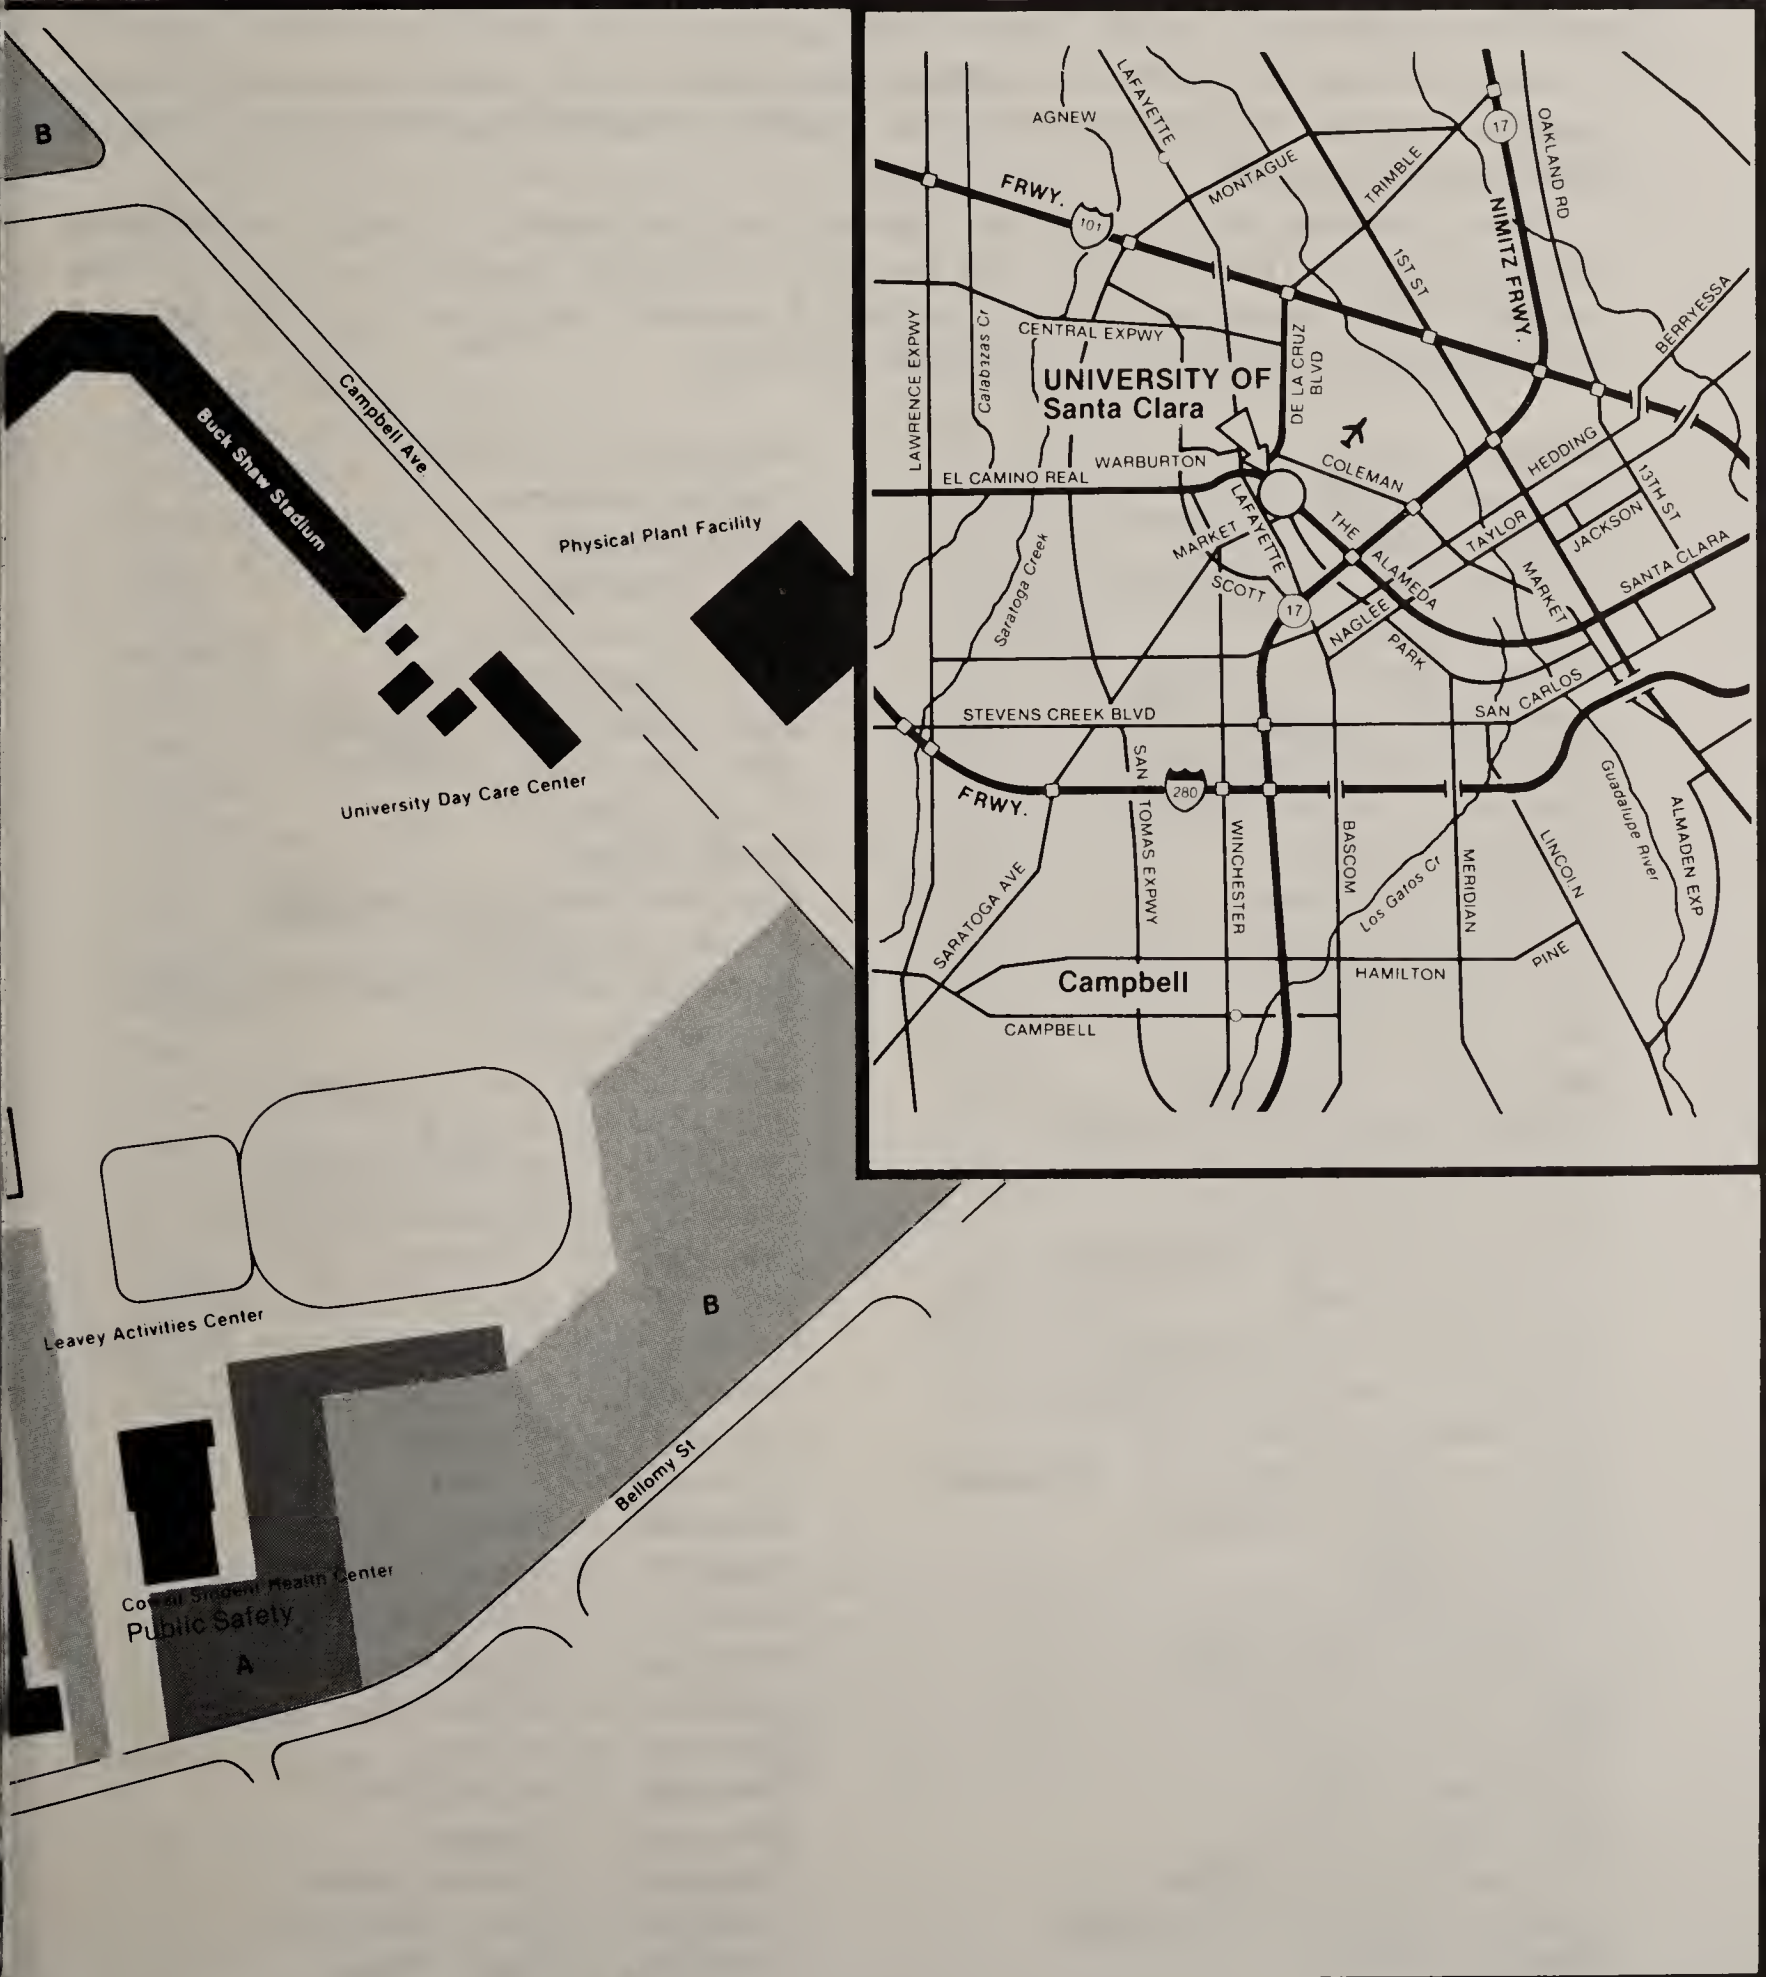 B
Campbell Ave.
Buck Shaw Stadium
Physical Plant Facility
University Day Care Center
Leavey Activities Center
B
Bellomy St
Cowell Student Health Center
Public Safety
A
AGNEW
LAFAYETTE
MONTAGUE
TRIMBLE
17
OAKLAND RD
FRWY.
101
NIMITZ FRWY.
1ST ST
BERRYESSA
LAWRENCE EXPWY
Calabazas Cr
CENTRAL EXPWY
DE LA CRUZ
BLVD
UNIVERSITY OF
Santa Clara
WARBURTON
EL CAMINO REAL
COLEMAN
HEDDING
13TH ST
LAFAYETTE
MARKET
THE ALAMEDA
TAYLOR
JACKSON
SANTA CLARA
Saratoga Creek
SCOTT
17
NAGLEE
PARK
MARKET
STEVENS CREEK BLVD
SAN CARLOS
SAN TOMAS EXPWY
FRWY.
280
WINCHESTER
BASCOM
MERIDIAN
LINCOLN
Guadalupe River
ALMADEN EXP
SARATOGA AVE
Los Gatos Cr
PINE
HAMILTON
Campbell
CAMPBELL